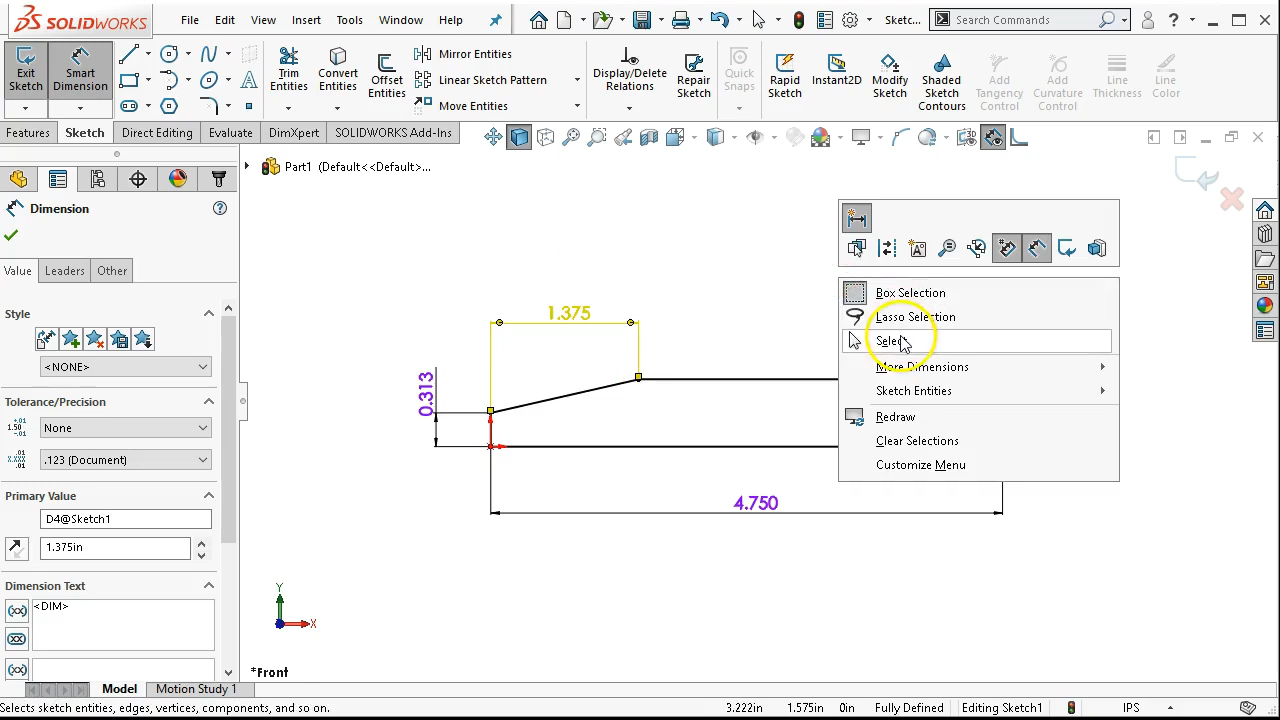 SOLIDWORKS
File Edit View Insert Tools Window Help
Sketc...
Search Commands
Exit Sketch
Smart Dimension
Trim Entities
Convert Entities
Offset Entities
Mirror Entities
Linear Sketch Pattern
Move Entities
Display/Delete Relations
Repair Sketch
Quick Snaps
Rapid Sketch
Instant2D
Modify Sketch
Shaded Sketch Contours
Add Tangency Control
Add Curvature Control
Line Thickness
Line Color
Features Sketch Direct Editing Evaluate DimXpert SOLIDWORKS Add-Ins
Part1 (Default<<Default>...
Dimension
Value Leaders Other
Style
<NONE>
Tolerance/Precision
None
.123 (Document)
Primary Value
D4@Sketch1
1.375in
Dimension Text
<DIM>
1.375
0.313
4.750
Box Selection
Lasso Selection
Select
More Dimensions
Sketch Entities
Redraw
Clear Selections
Customize Menu
Y
X
*Front
Model Motion Study 1
Selects sketch entities, edges, vertices, components, and so on.
3.222in 1.575in 0in Fully Defined Editing Sketch1 IPS